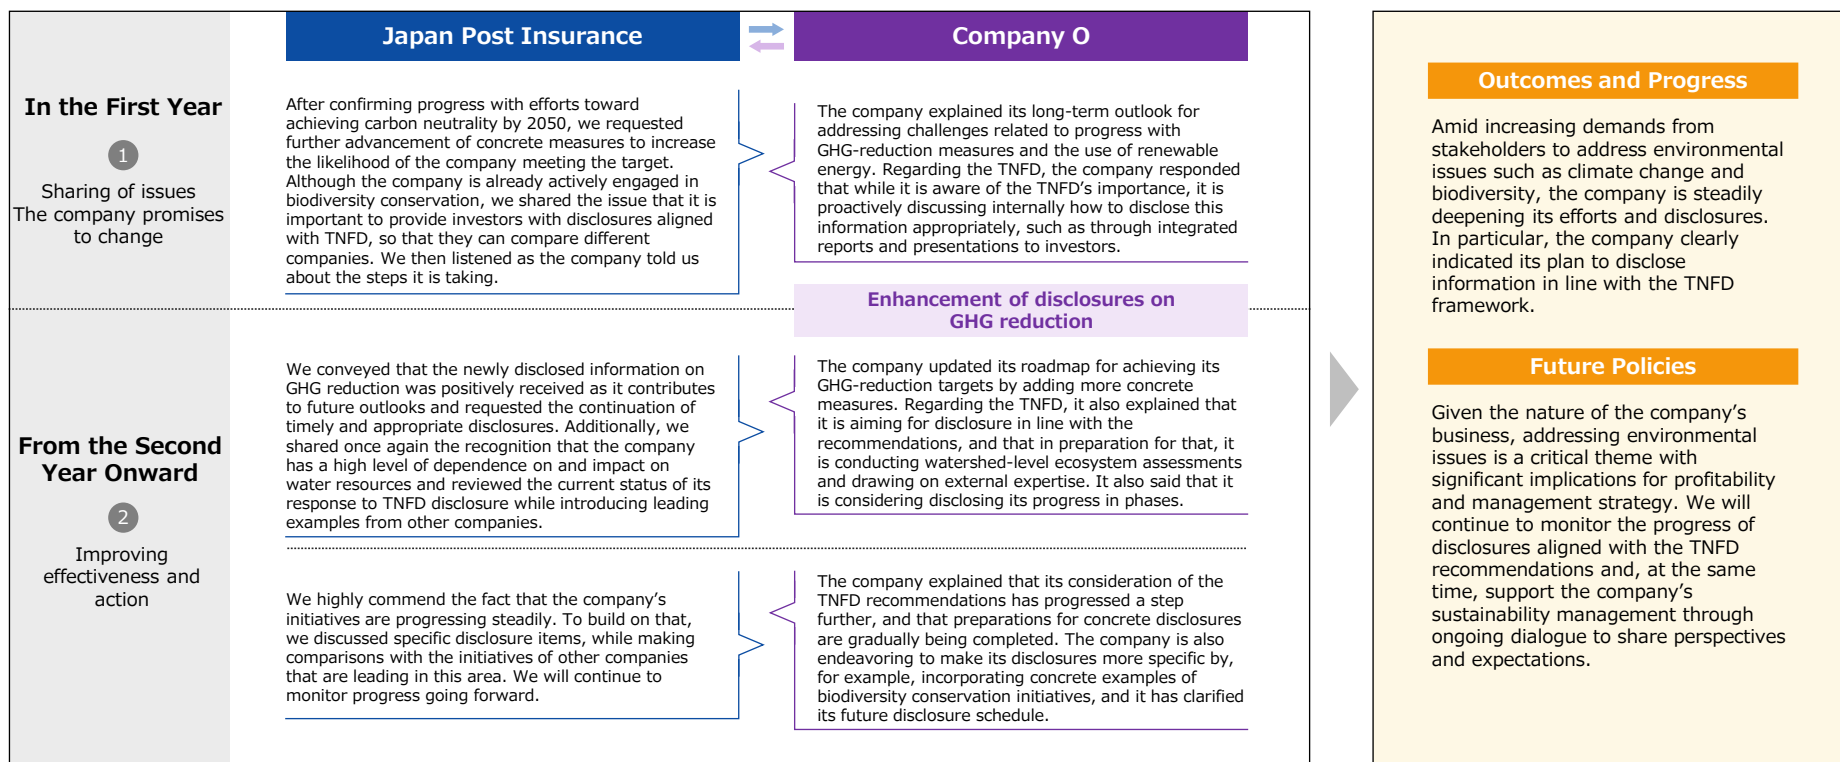 Japan Post Insurance
Company O
In the First Year
1
Sharing of issues
The company promises
to change
After confirming progress with efforts toward
achieving carbon neutrality by 2050, we requested
further advancement of concrete measures to increase
the likelihood of the company meeting the target.
Although the company is already actively engaged in
biodiversity conservation, we shared the issue that it is
important to provide investors with disclosures aligned
with TNFD, so that they can compare different
companies. We then listened as the company told us
about the steps it is taking.
The company explained its long-term outlook for
addressing challenges related to progress with
GHG-reduction measures and the use of renewable
energy. Regarding the TNFD, the company responded
that while it is aware of the TNFD’s importance, it is
proactively discussing internally how to disclose this
information appropriately, such as through integrated
reports and presentations to investors.
Enhancement of disclosures on
GHG reduction
From the Second
Year Onward
2
Improving
effectiveness and
action
We conveyed that the newly disclosed information on
GHG reduction was positively received as it contributes
to future outlooks and requested the continuation of
timely and appropriate disclosures. Additionally, we
shared once again the recognition that the company
has a high level of dependence on and impact on
water resources and reviewed the current status of its
response to TNFD disclosure while introducing leading
examples from other companies.
The company updated its roadmap for achieving its
GHG-reduction targets by adding more concrete
measures. Regarding the TNFD, it also explained that
it is aiming for disclosure in line with the
recommendations, and that in preparation for that, it
is conducting watershed-level ecosystem assessments
and drawing on external expertise. It also said that it
is considering disclosing its progress in phases.
We highly commend the fact that the company’s
initiatives are progressing steadily. To build on that,
we discussed specific disclosure items, while making
comparisons with the initiatives of other companies
that are leading in this area. We will continue to
monitor progress going forward.
The company explained that its consideration of the
TNFD recommendations has progressed a step
further, and that preparations for concrete disclosures
are gradually being completed. The company is also
endeavoring to make its disclosures more specific by,
for example, incorporating concrete examples of
biodiversity conservation initiatives, and it has clarified
its future disclosure schedule.
Outcomes and Progress
Amid increasing demands from
stakeholders to address environmental
issues such as climate change and
biodiversity, the company is steadily
deepening its efforts and disclosures.
In particular, the company clearly
indicated its plan to disclose
information in line with the TNFD
framework.
Future Policies
Given the nature of the company’s
business, addressing environmental
issues is a critical theme with
significant implications for profitability
and management strategy. We will
continue to monitor the progress of
disclosures aligned with the TNFD
recommendations and, at the same
time, support the company’s
sustainability management through
ongoing dialogue to share perspectives
and expectations.